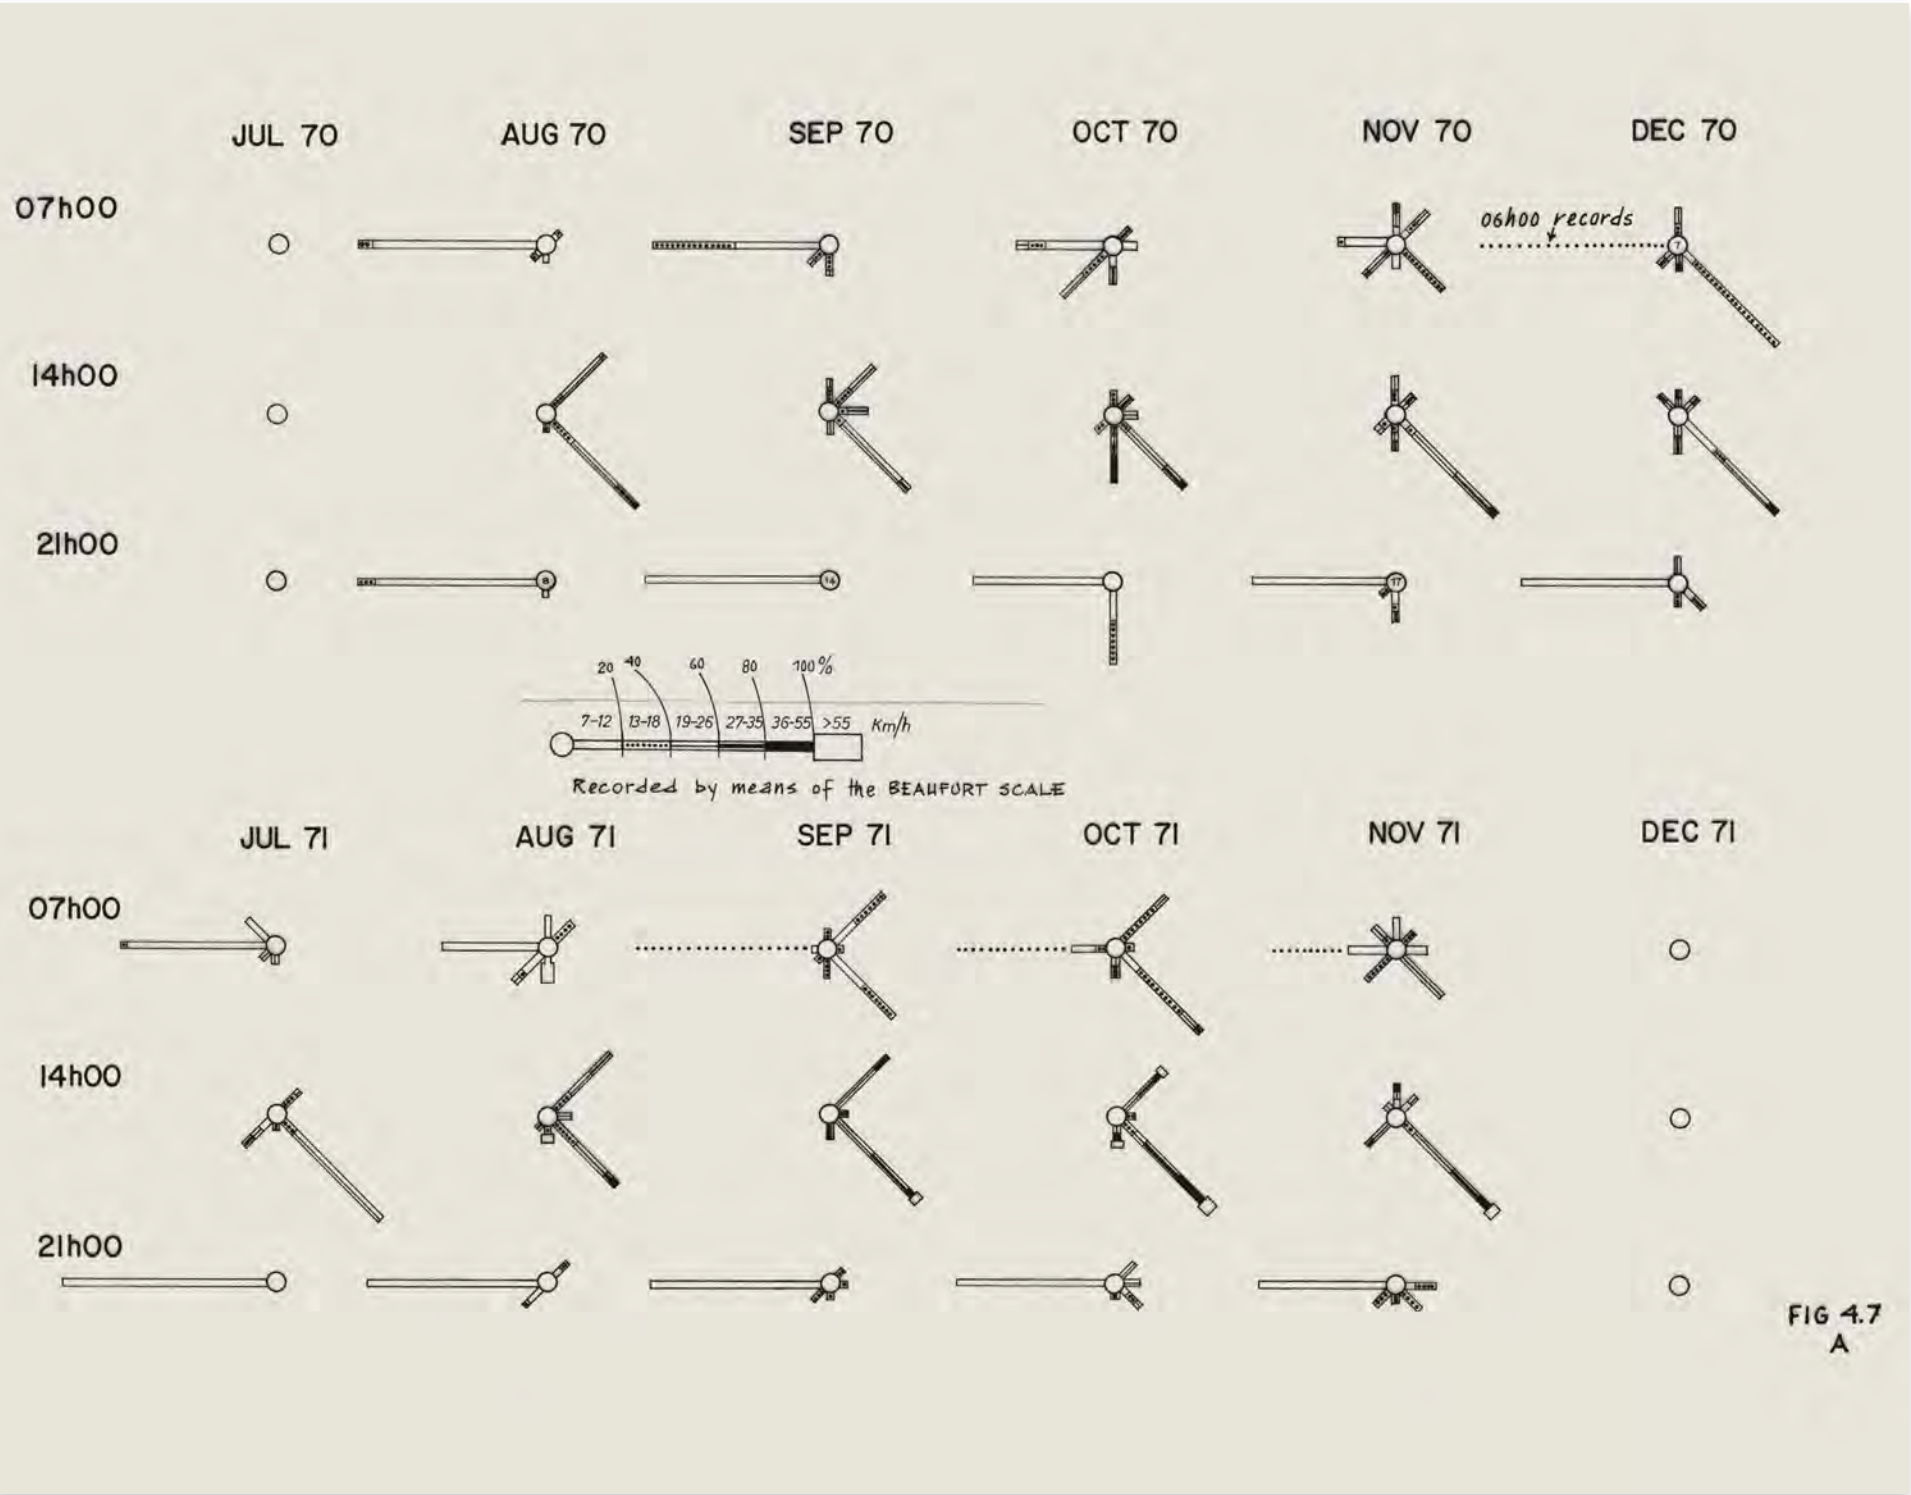 JUL 70 AUG 70 SEP 70 OCT 70 NOV 70 DEC 70
07h00
06h00 records
7
14h00
21h00
8 14 17
20 40 60 80 100%
7-12 13-18 19-26 27-35 36-55 >55 Km/h
Recorded by means of the BEAUFORT SCALE
JUL 71 AUG 71 SEP 71 OCT 71 NOV 71 DEC 71
07h00
14h00
21h00
FIG 4.7
A